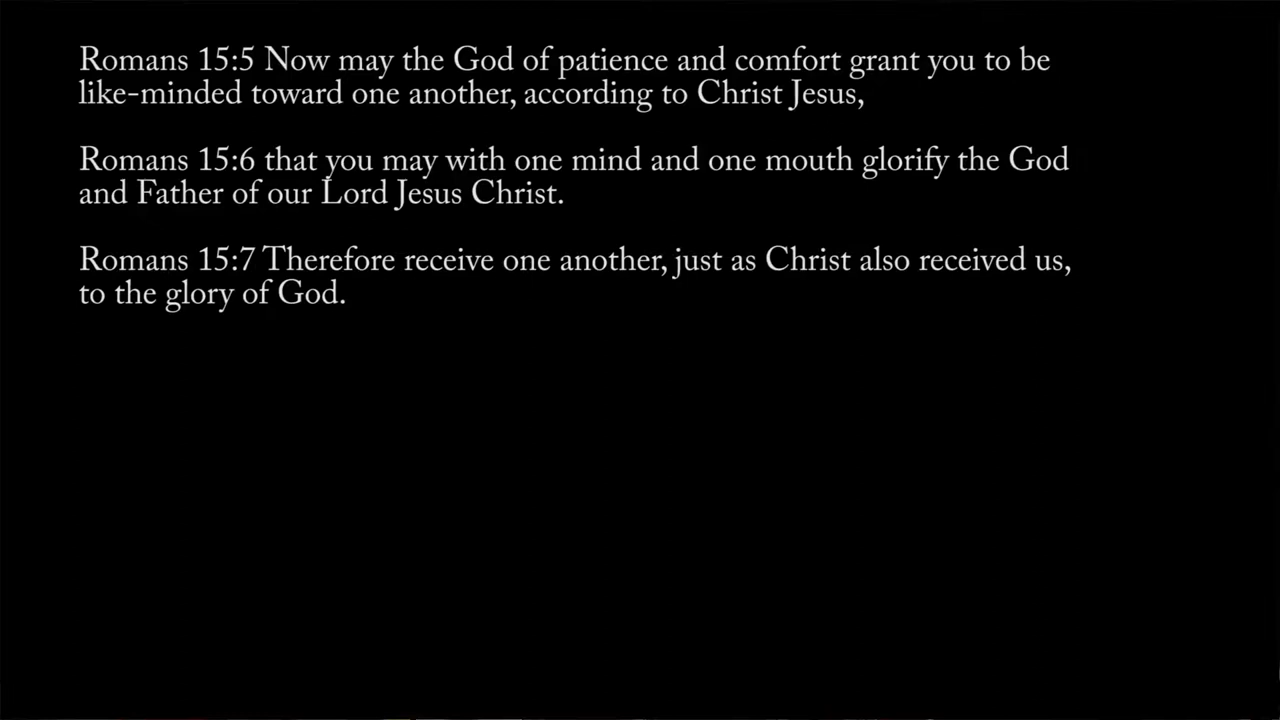 Romans 15:5 Now may the God of patience and comfort grant you to be
like-minded toward one another, according to Christ Jesus,
Romans 15:6 that you may with one mind and one mouth glorify the God
and Father of our Lord Jesus Christ.
Romans 15:7 Therefore receive one another, just as Christ also received us,
to the glory of God.